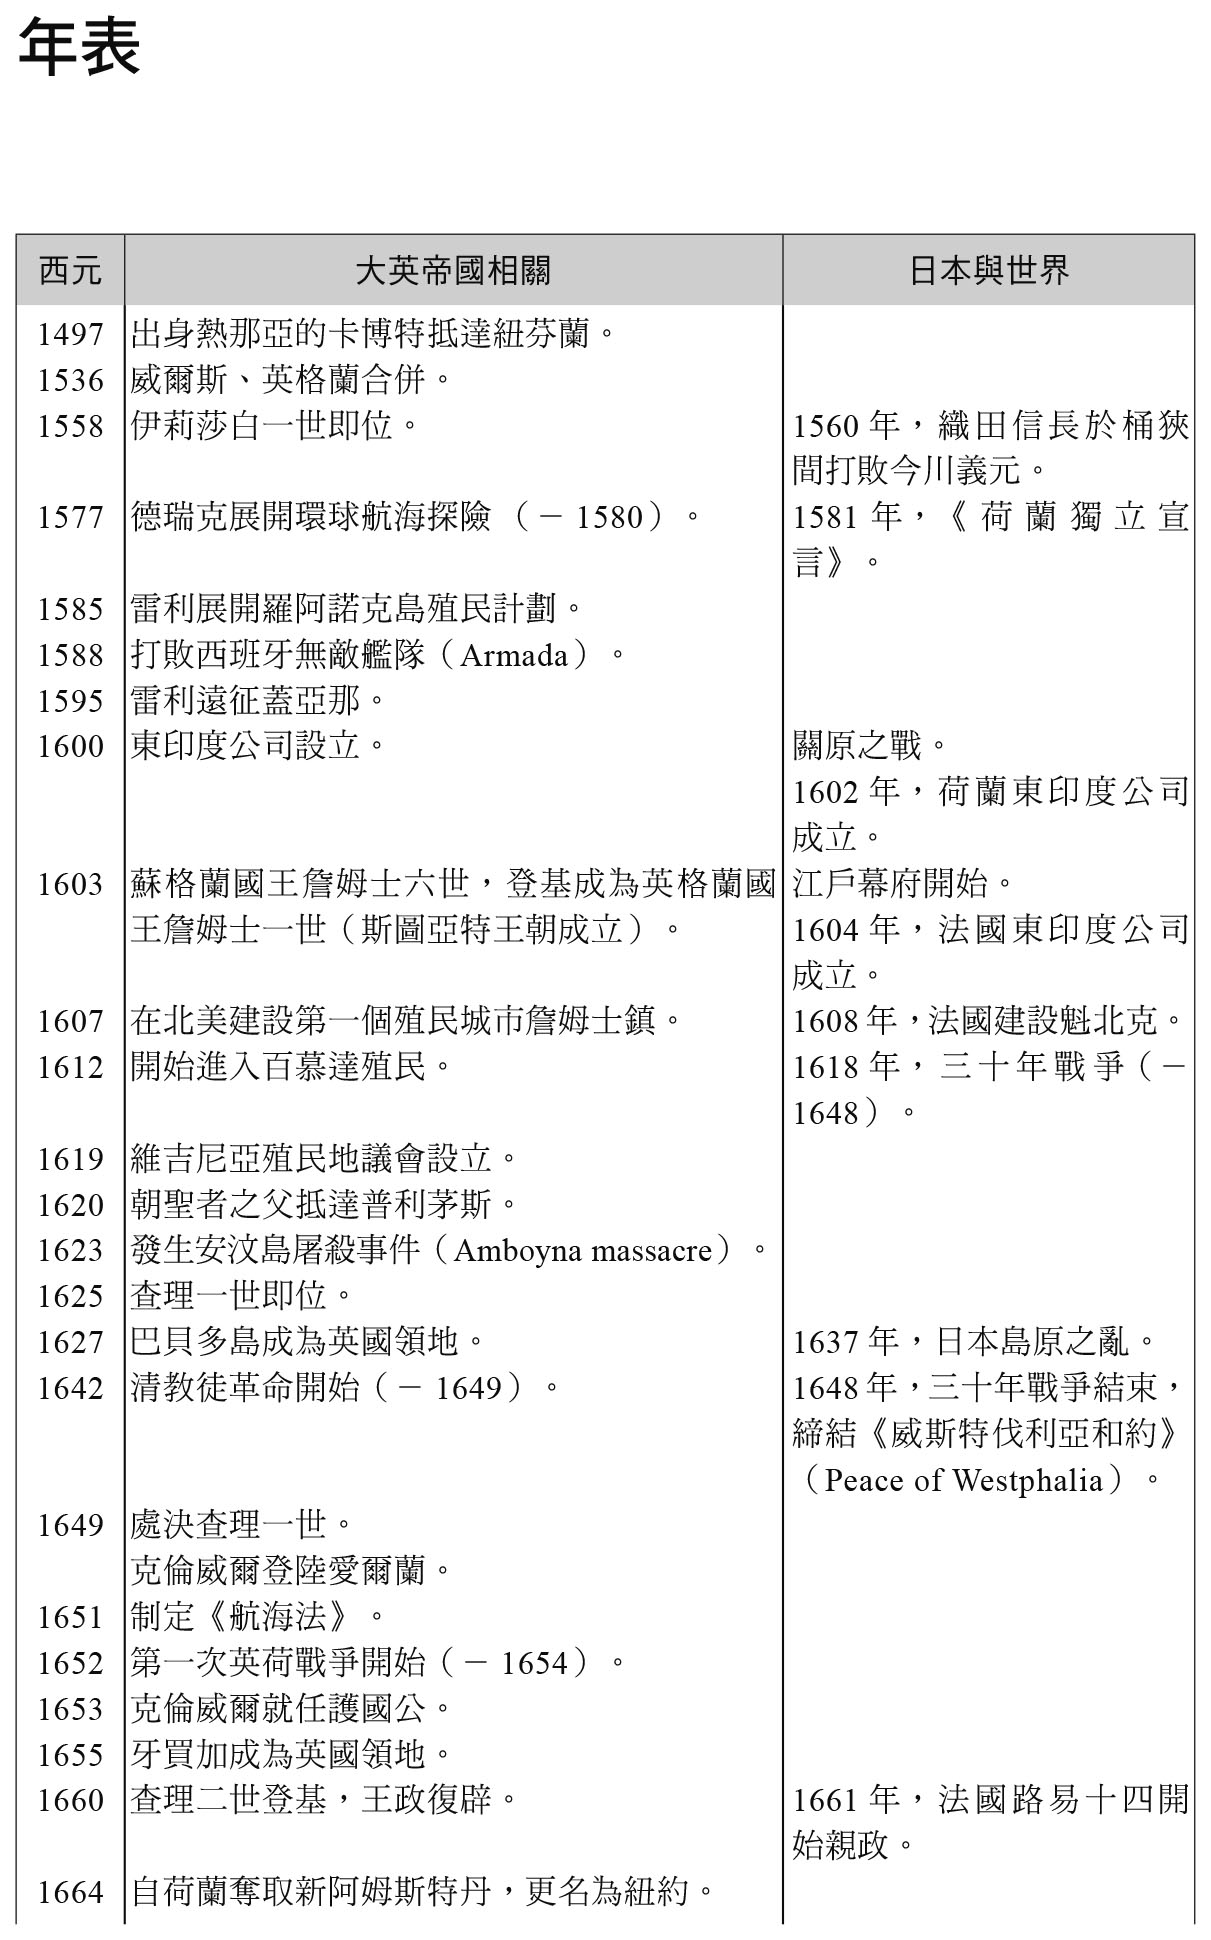 年表
西元 大英帝國相關 日本與世界
1497 出身熱那亞的卡博特抵達紐芬蘭。
1536 威爾斯、英格蘭合併。
1558 伊莉莎白一世即位。 1560 年，織田信長於桶狹
間打敗今川義元。
1577 德瑞克展開環球航海探險 （－ 1580）。 1581 年，《荷蘭獨立宣
言》。
1585 雷利展開羅阿諾克島殖民計劃。
1588 打敗西班牙無敵艦隊（Armada）。
1595 雷利遠征蓋亞那。
1600 東印度公司設立。 關原之戰。
1602 年，荷蘭東印度公司
成立。
1603 蘇格蘭國王詹姆士六世，登基成為英格蘭國 江戶幕府開始。
王詹姆士一世（斯圖亞特王朝成立）。 1604 年，法國東印度公司
成立。
1607 在北美建設第一個殖民城市詹姆士鎮。 1608 年，法國建設魁北克。
1612 開始進入百慕達殖民。 1618 年，三十年戰爭（－
1648）。
1619 維吉尼亞殖民地議會設立。
1620 朝聖者之父抵達普利茅斯。
1623 發生安汶島屠殺事件（Amboyna massacre）。
1625 查理一世即位。
1627 巴貝多島成為英國領地。 1637 年，日本島原之亂。
1642 清教徒革命開始（－ 1649）。 1648 年，三十年戰爭結束，
締結《威斯特伐利亞和約》
（Peace of Westphalia）。
1649 處決查理一世。
克倫威爾登陸愛爾蘭。
1651 制定《航海法》。
1652 第一次英荷戰爭開始（－ 1654）。
1653 克倫威爾就任護國公。
1655 牙買加成為英國領地。
1660 查理二世登基，王政復辟。 1661 年，法國路易十四開
始親政。
1664 自荷蘭奪取新阿姆斯特丹，更名為紐約。